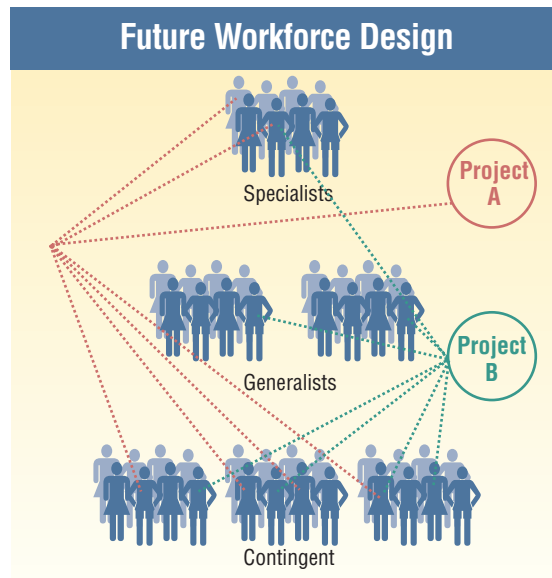 Future Workforce Design
Specialists
Project
A
Generalists
Project
B
Contingent